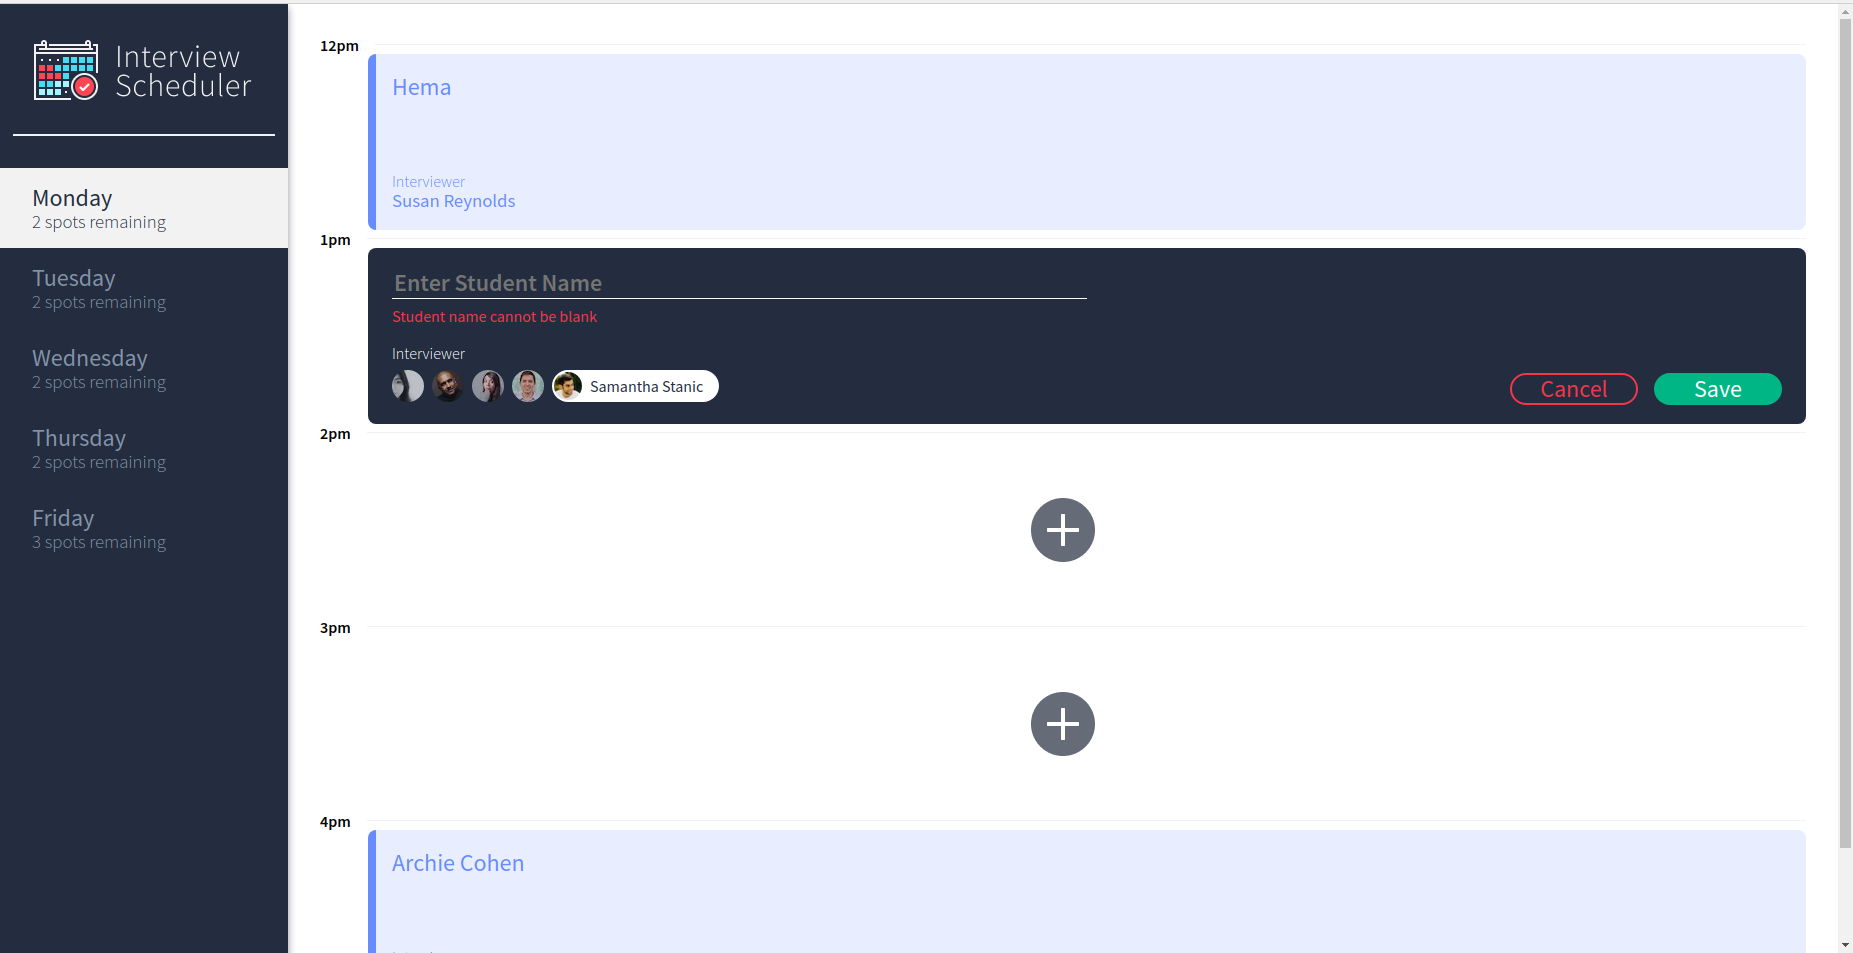 Interview
Scheduler
Monday
2 spots remaining
Tuesday
2 spots remaining
Wednesday
2 spots remaining
Thursday
2 spots remaining
Friday
3 spots remaining
12pm
Hema
Interviewer
Susan Reynolds
1pm
Enter Student Name
Student name cannot be blank
Interviewer
Samantha Stanic
Cancel
Save
2pm
3pm
4pm
Archie Cohen